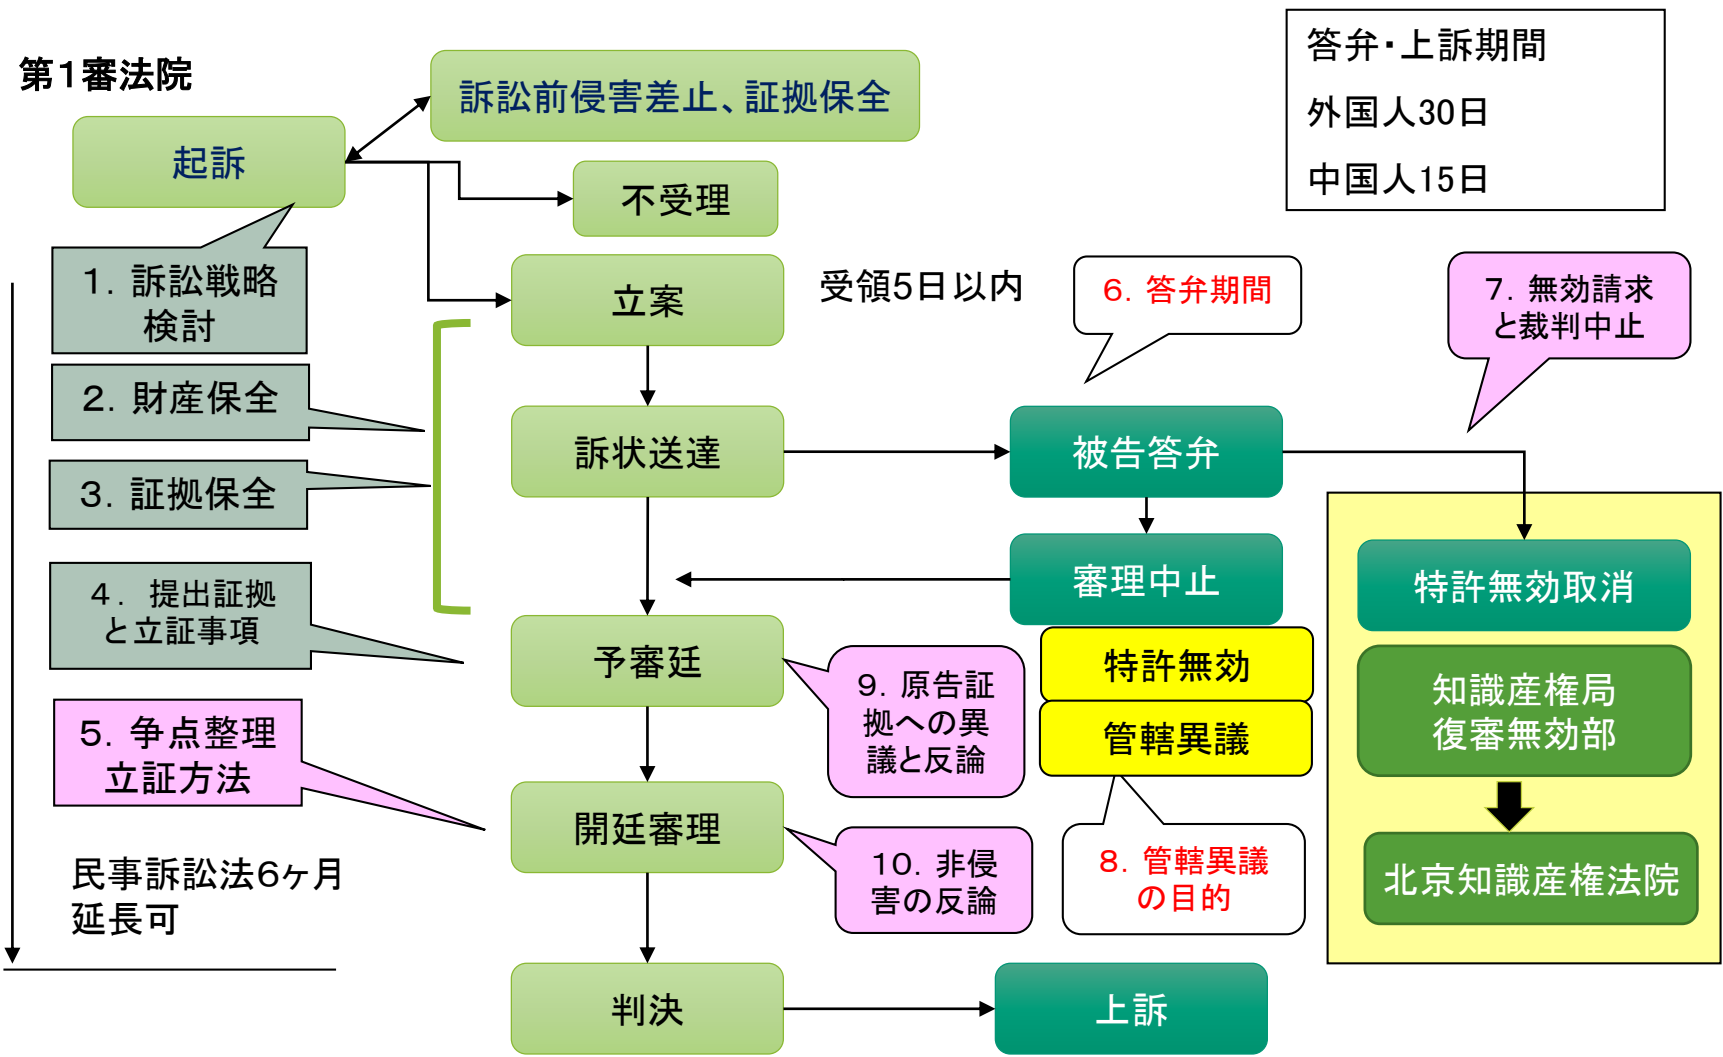 第1審法院
訴訟前侵害差止、証拠保全
起訴
不受理
答弁・上訴期間
外国人30日
中国人15日
1. 訴訟戦略
検討
立案
受領5日以内
6. 答弁期間
7. 無効請求
と裁判中止
2. 財産保全
訴状送達
被告答弁
3. 証拠保全
審理中止
特許無効取消
4. 提出証拠
と立証事項
予審廷
特許無効
知識産権局
復審無効部
9. 原告証
拠への異
議と反論
管轄異議
5. 争点整理
立証方法
開廷審理
10. 非侵
害の反論
8. 管轄異議
の目的
北京知識産権法院
民事訴訟法6ヶ月
延長可
判決
上訴